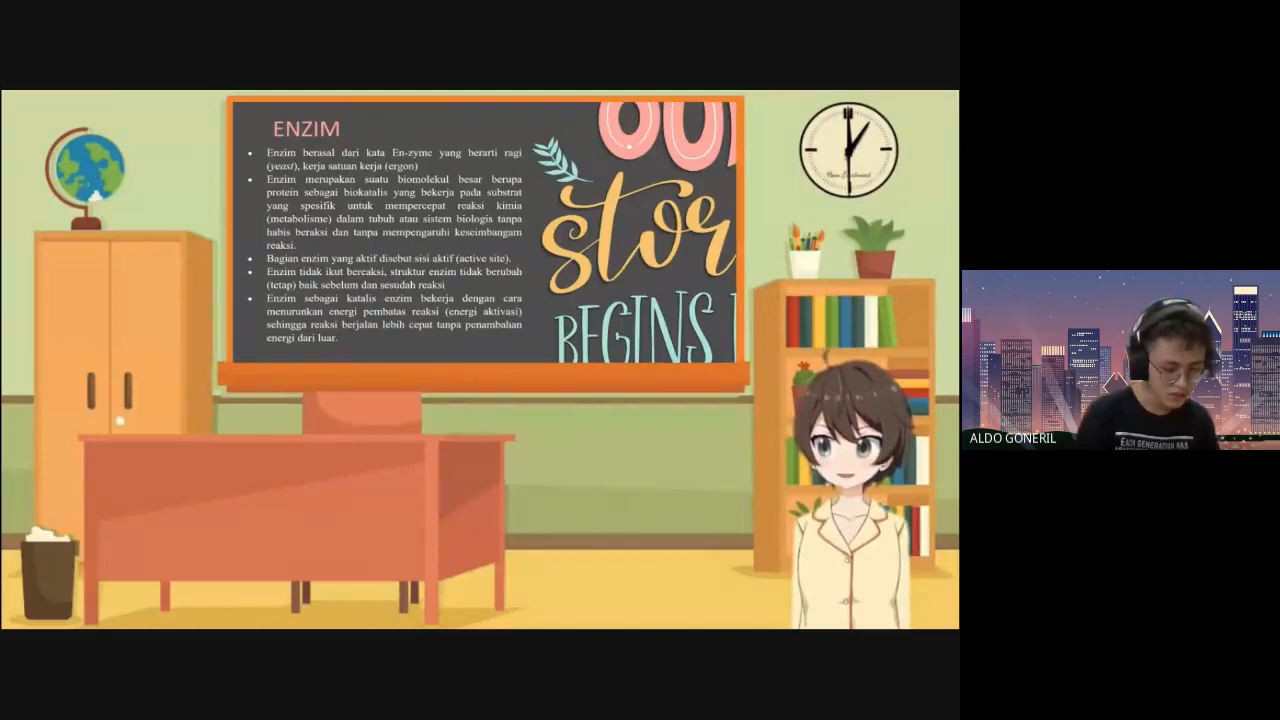 ENZIM
• Enzim berasal dari kata En-zyme yang berarti ragi
(yeast), kerja satuan kerja (ergon)
• Enzim merupakan suatu biomolekul besar berupa
protein sebagai biokatalis yang bekerja pada substrat
yang spesifik untuk mempercepat reaksi kimia
(metabolisme) dalam tubuh atau sistem biologis tanpa
habis beraksi dan tanpa mempengaruhi keseimbangam
reaksi.
• Bagian enzim yang aktif disebut sisi aktif (active site).
• Enzim tidak ikut bereaksi, struktur enzim tidak berubah
(tetap) baik sebelum dan sesudah reaksi
• Enzim sebagai katalis enzim bekerja dengan cara
menurunkan energi pembatas reaksi (energi aktivasi)
sehingga reaksi berjalan lebih cepat tanpa penambahan
energi dari luar.
stor
BEGINS
ALDO GONERIL
EACH GENERATION HAS